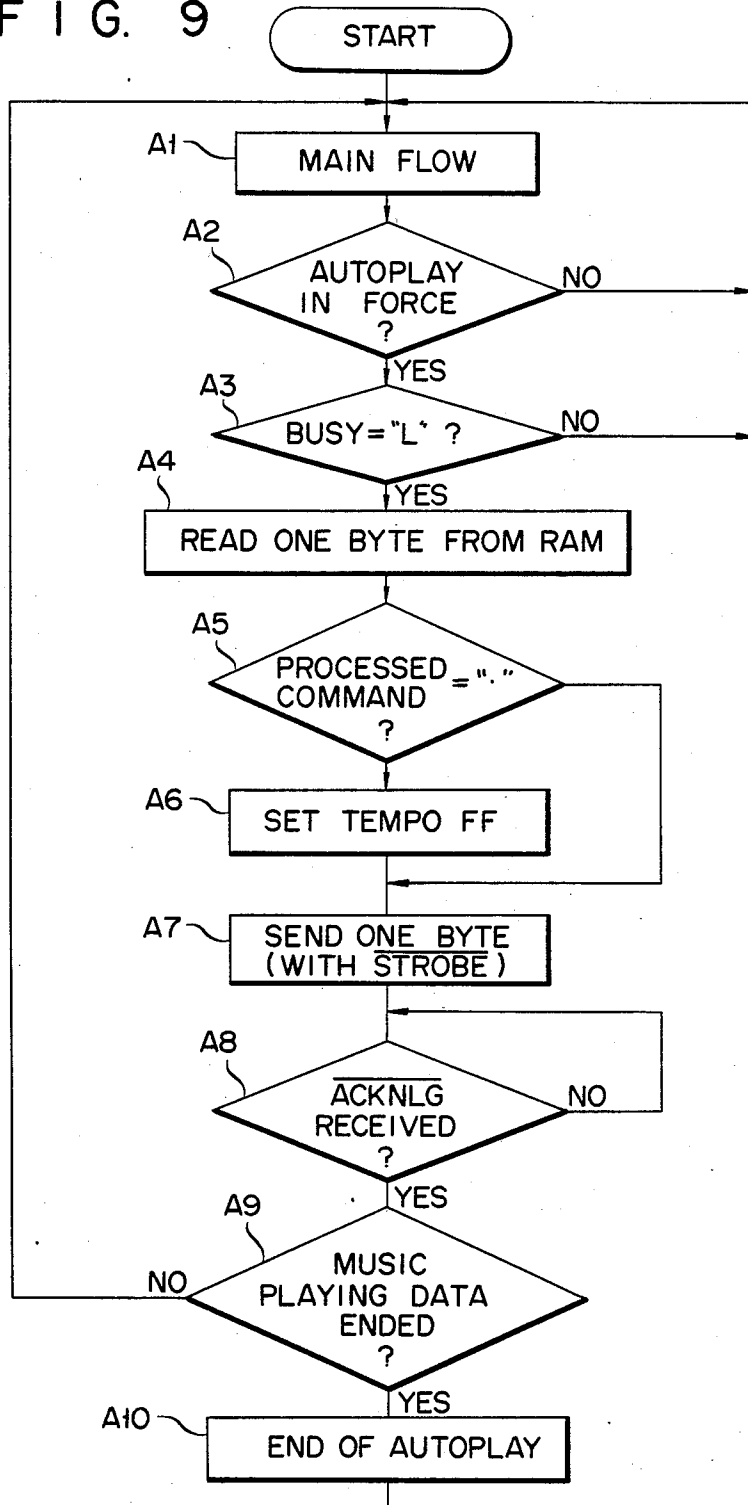 FIG. 9
START
A1
MAIN FLOW
A2
AUTOPLAY
IN FORCE
?
NO
YES
A3
BUSY="L" ?
NO
YES
A4
READ ONE BYTE FROM RAM
A5
PROCESSED
COMMAND
="·"
?
A6
SET TEMPO FF
A7
SEND ONE BYTE
(WITH STROBE)
A8
ACKNLG
RECEIVED
?
NO
YES
A9
MUSIC
PLAYING DATA
ENDED
?
NO
YES
A10
END OF AUTOPLAY